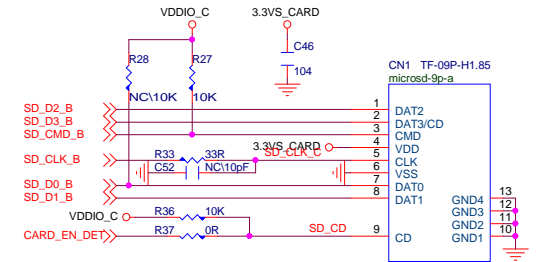 VDDIO_C 3.3VS_CARD
R28 R27 C46
104
CN1 TF-09P-H1.85
microsd-9p-a
NC\10K 10K
SD_D2_B 1 DAT2
SD_D3_B 2 DAT3/CD
SD_CMD_B 3 CMD
3.3VS_CARD 4 VDD
SD_CLK_B R33 33R SD_CLK_C 5 CLK
C52 NC\10pF 6 VSS
SD_D0_B 7 DAT0
SD_D1_B 8 DAT1
GND4 13
GND3 12
GND2 11
GND1 10
VDDIO_C R36 10K
CARD_EN_DET R37 0R SD_CD 9 CD